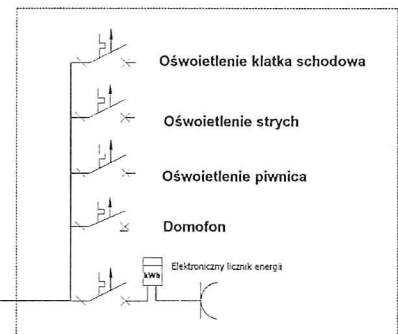 Oświoetlenie klatka schodowa
Oświoetlenie strych
Oświoetlenie piwnica
Domofon
Elektroniczny licznik energii
kWh